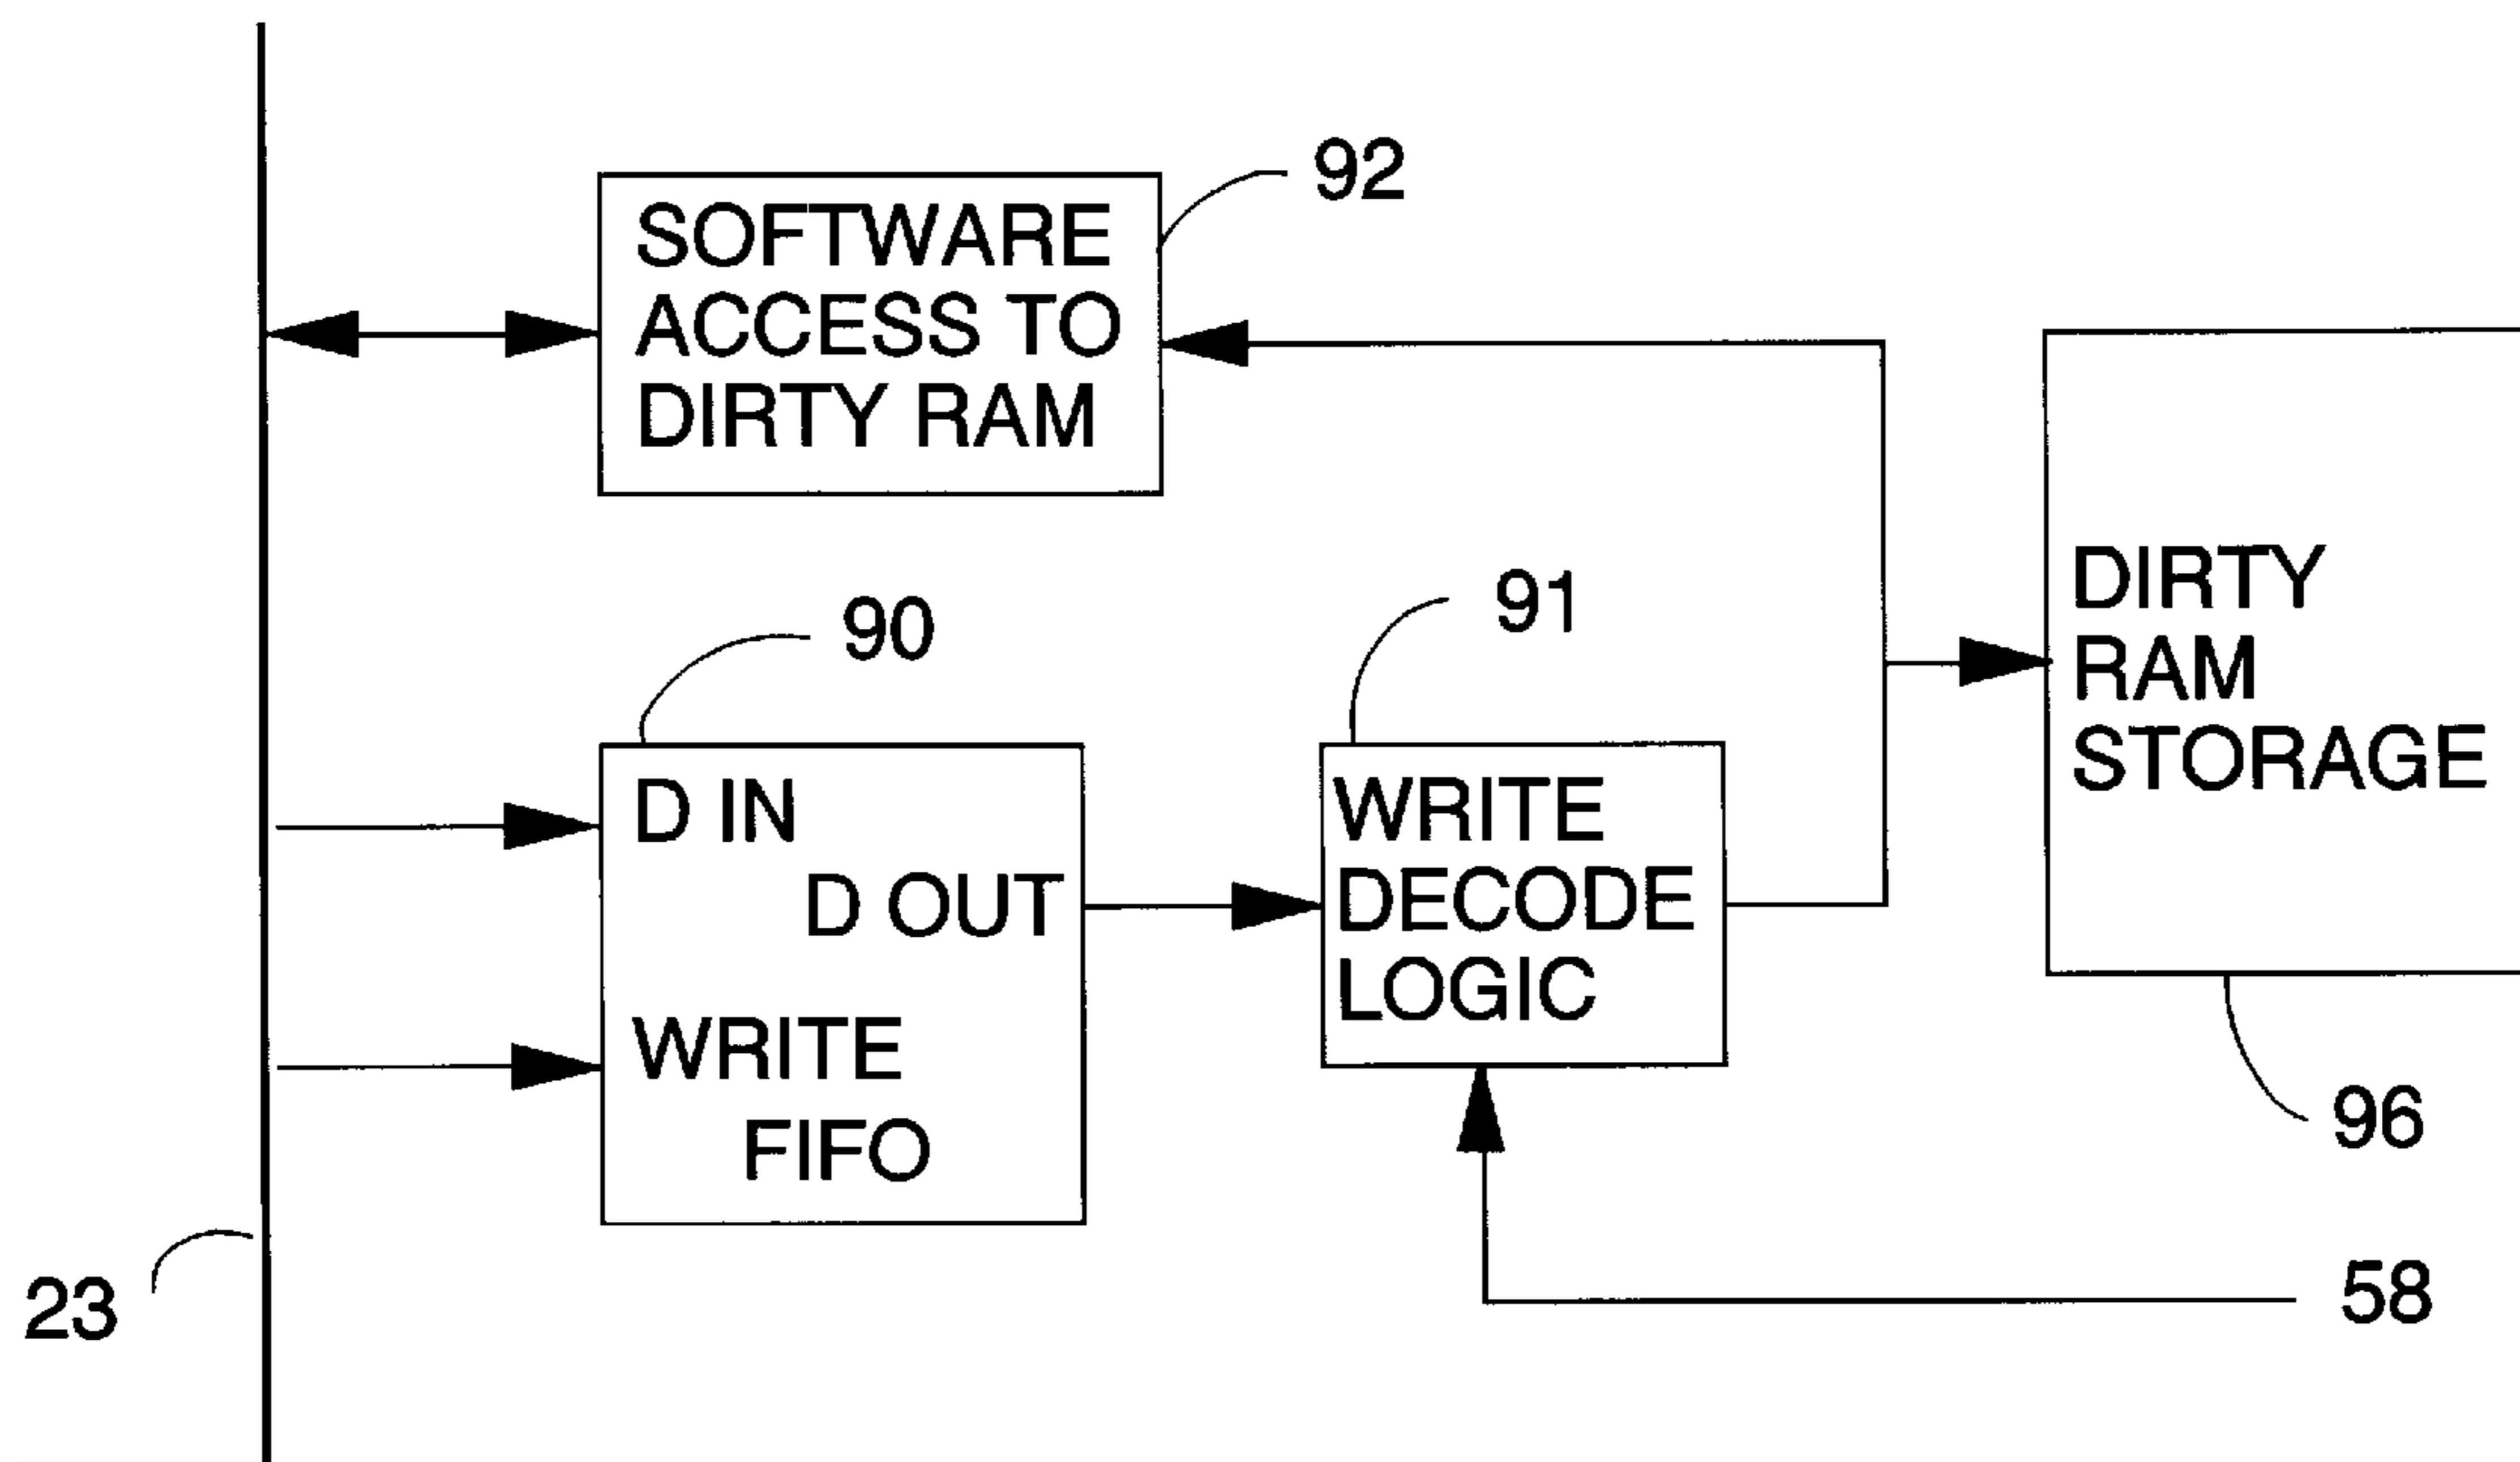 92
SOFTWARE
ACCESS TO
DIRTY RAM
90
91
DIRTY
RAM
STORAGE
D IN
D OUT
WRITE
FIFO
WRITE
DECODE
LOGIC
96
23
58